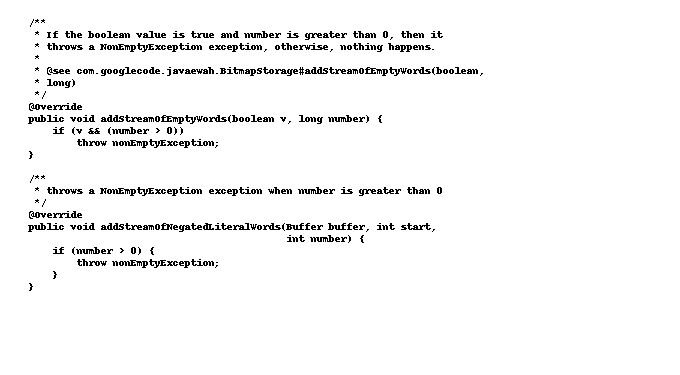 /**
 * If the boolean value is true and number is greater than 0, then it
 * throws a NonEmptyException exception, otherwise, nothing happens.
 *
 * @see com.googlecode.javaewah.BitmapStorage#addStreamOfEmptyWords(boolean,
 * long)
 */
@Override
public void addStreamOfEmptyWords(boolean v, long number) {
    if (v && (number > 0))
        throw nonEmptyException;
}

/**
 * throws a NonEmptyException exception when number is greater than 0
 */
@Override
public void addStreamOfNegatedLiteralWords(Buffer buffer, int start,
                                           int number) {
    if (number > 0) {
        throw nonEmptyException;
    }
}